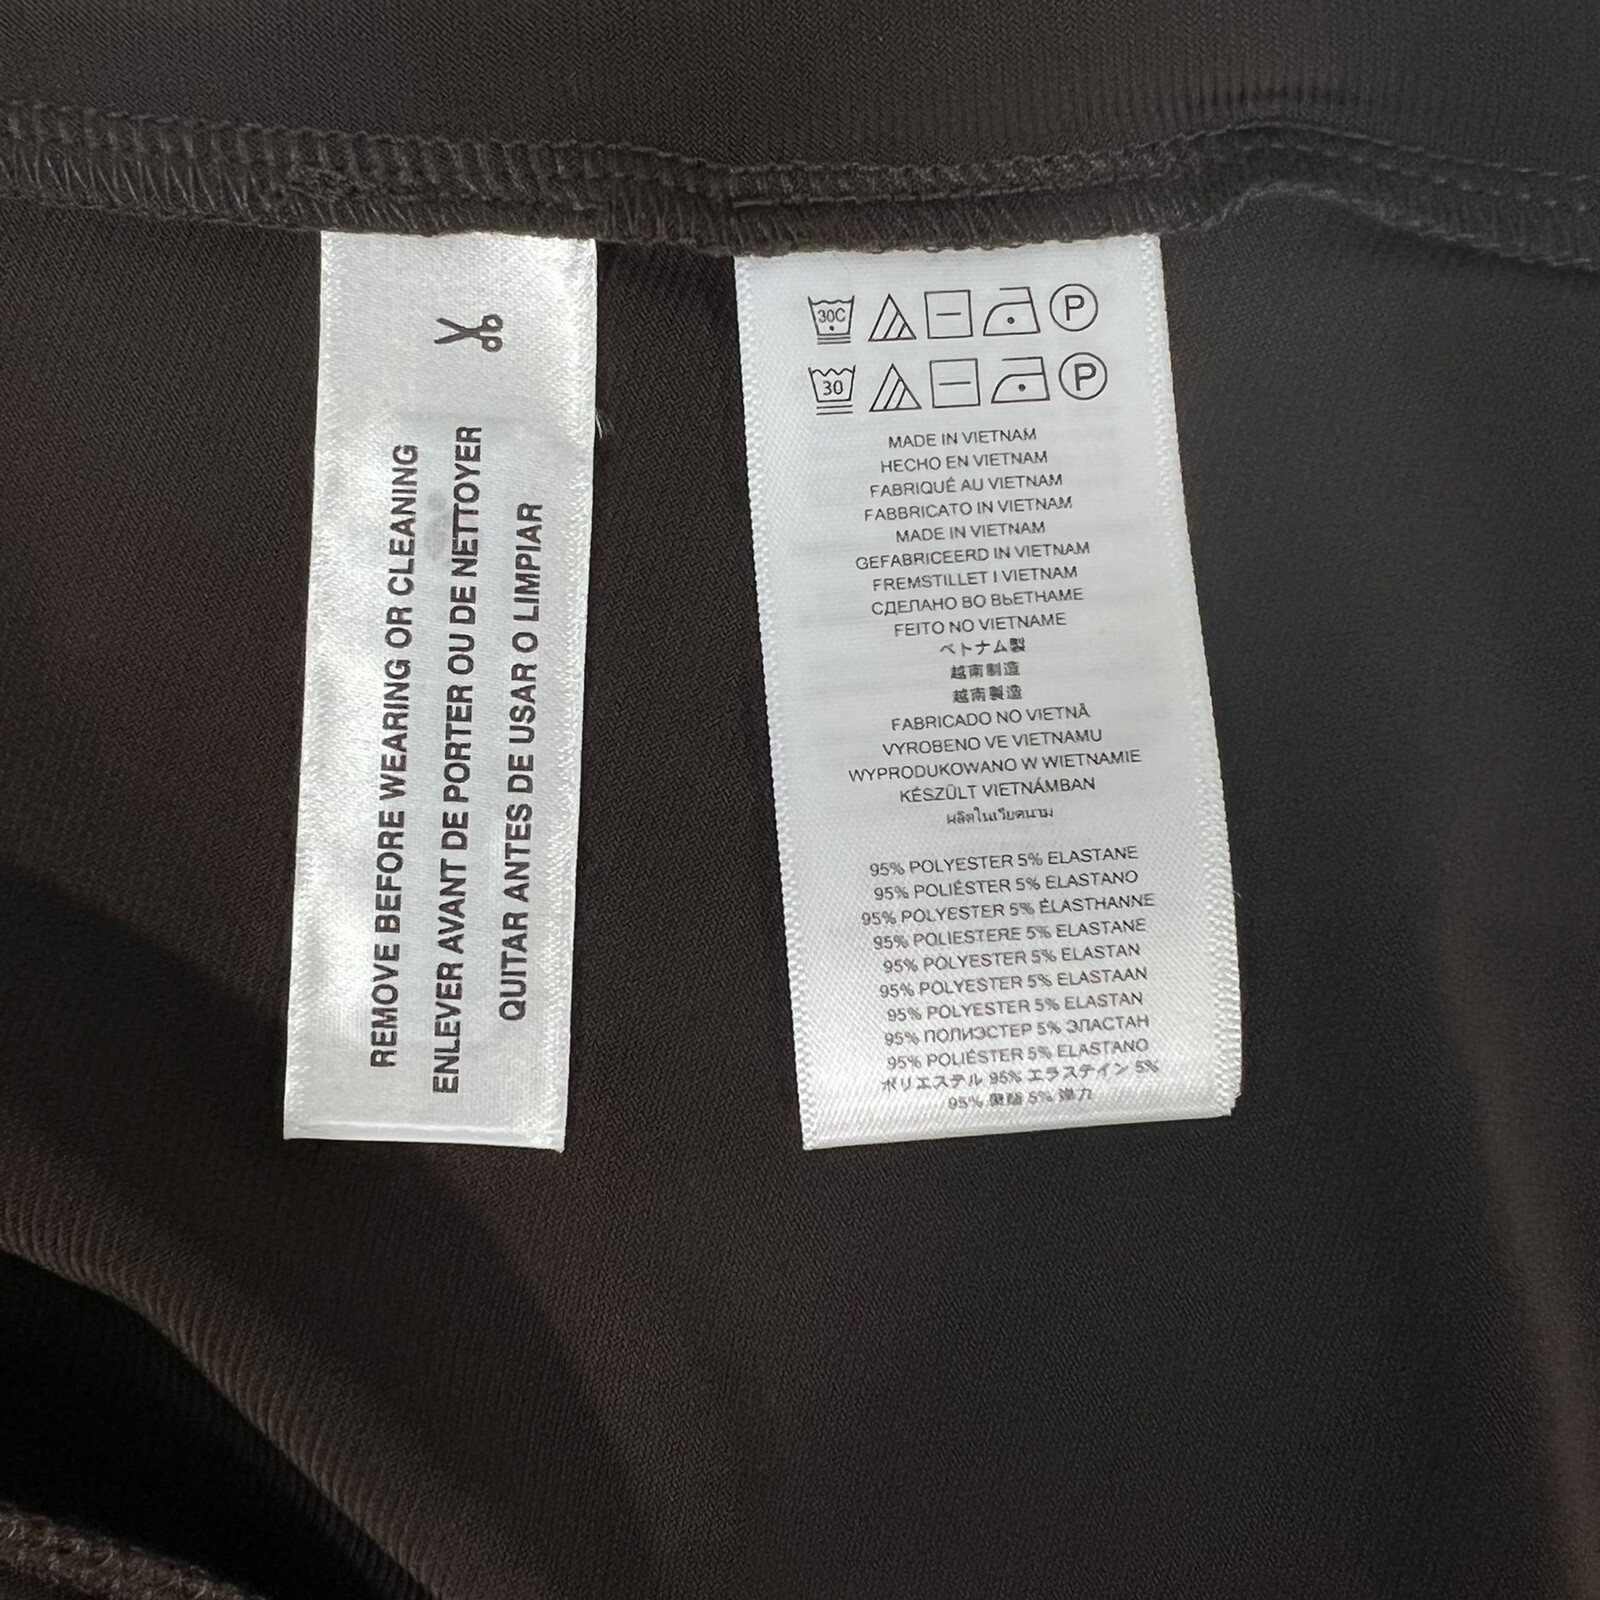 REMOVE BEFORE WEARING OR CLEANING
ENLEVER AVANT DE PORTER OU DE NETTOYER
QUITAR ANTES DE USAR O LIMPIAR
30C P
30 P
MADE IN VIETNAM
HECHO EN VIETNAM
FABRIQUÉ AU VIETNAM
FABBRICATO IN VIETNAM
MADE IN VIETNAM
GEFABRICEERD IN VIETNAM
FREMSTILLET I VIETNAM
СДЕЛАНО ВО ВЬЕТНАМЕ
FEITO NO VIETNAME
ベトナム製
越南制造
越南製造
FABRICADO NO VIETNÃ
VYROBENO VE VIETNAMU
WYPRODUKOWANO W WIETNAMIE
KÉSZÜLT VIETNÁMBAN
ผลิตในเวียดนาม
95% POLYESTER 5% ELASTANE
95% POLIÉSTER 5% ELASTANO
95% POLYESTER 5% ÉLASTHANNE
95% POLIESTERE 5% ELASTANE
95% POLYESTER 5% ELASTAN
95% POLYESTER 5% ELASTAAN
95% POLYESTER 5% ELASTAN
95% ПОЛИЭСТЕР 5% ЭЛАСТАН
95% POLIÉSTER 5% ELASTANO
ポリエステル 95% エラステイン 5%
95% 聚酯 5% 弹力